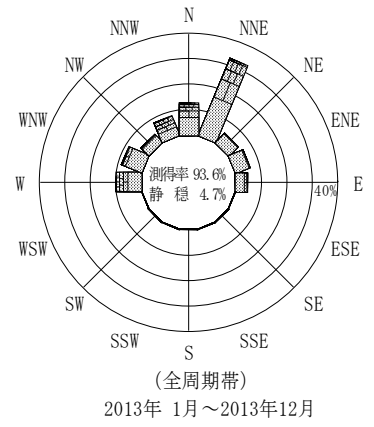 N
NNW NNE
NW NE
WNW ENE
測得率 93.6%
W 40% E
静 穏 4.7%
WSW ESE
SW SE
SSW SSE
S
(全周期帯)
2013年 1月～2013年12月